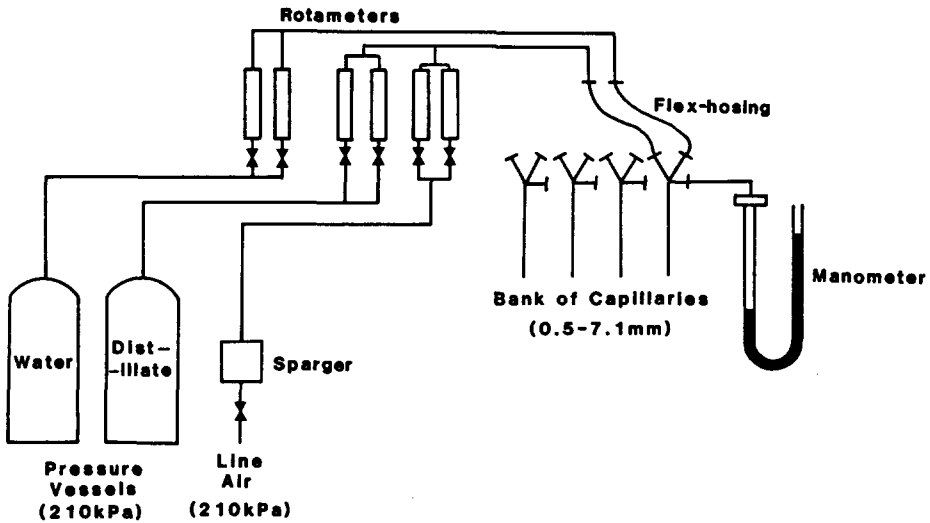 Rotameters
Flex-hosing
Manometer
Bank of Capillaries
(0.5-7.1mm)
Water
Dist-
-illate
Sparger
Pressure
Vessels
(210kPa)
Line
Air
(210kPa)